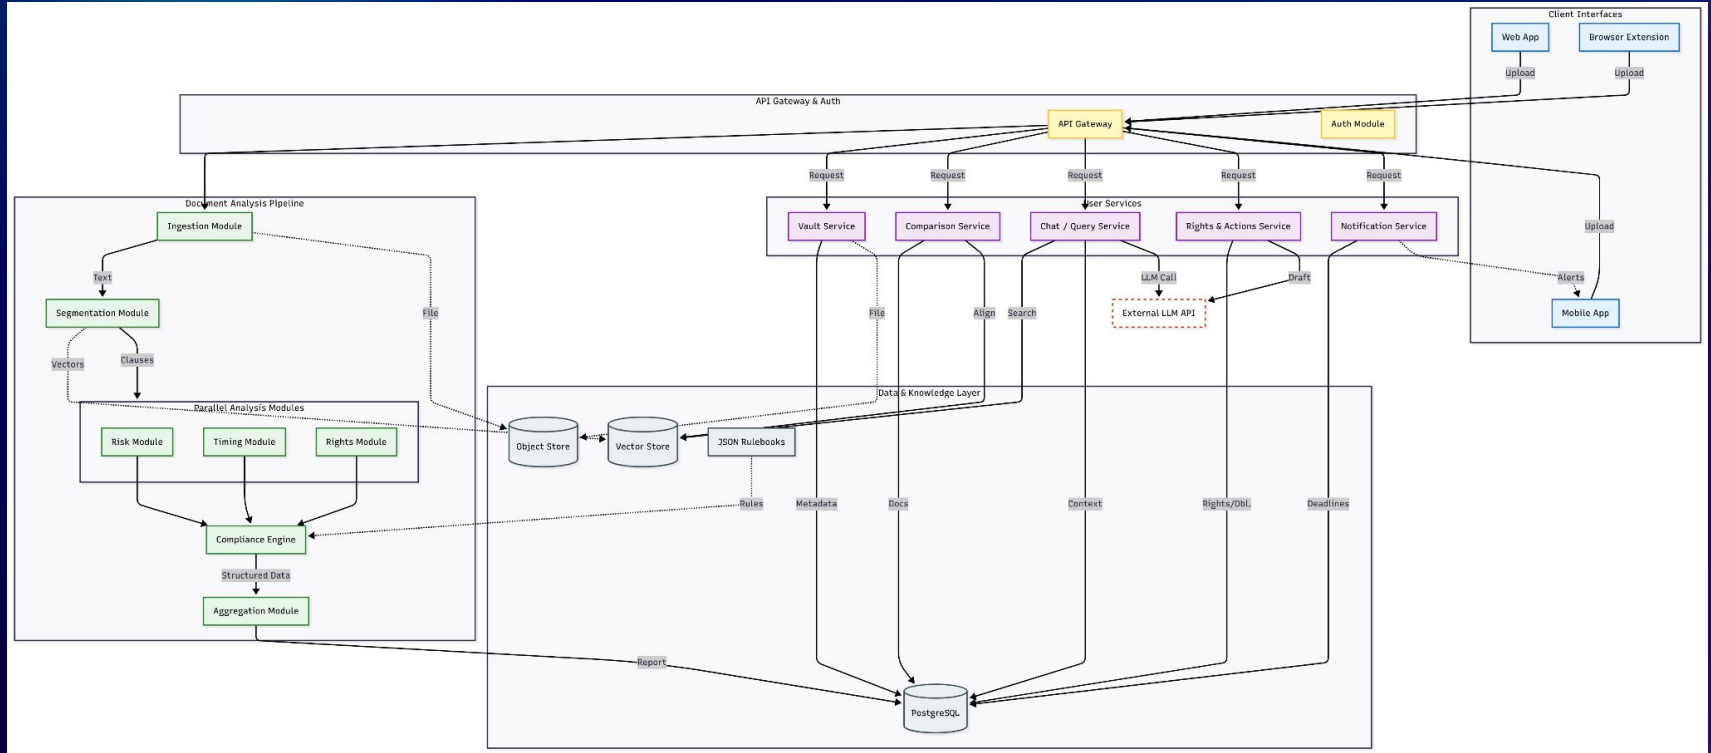 Client Interfaces
Web App
Browser Extension
Upload
Upload
API Gateway & Auth
API Gateway
Auth Module
Request
Request
Request
Request
Request
Document Analysis Pipeline
User Services
Ingestion Module
Vault Service
Comparison Service
Chat / Query Service
Rights & Actions Service
Notification Service
Upload
Text
LLM Call
Draft
Alerts
Segmentation Module
File
File
Align
Search
External LLM API
Mobile App
Vectors
Clauses
Data & Knowledge Layer
Parallel Analysis Modules
Risk Module
Timing Module
Rights Module
Object Store
Vector Store
JSON Rulebooks
Rules
Metadata
Docs
Context
Rights/Obl.
Deadlines
Compliance Engine
Structured Data
Aggregation Module
Report
PostgreSQL